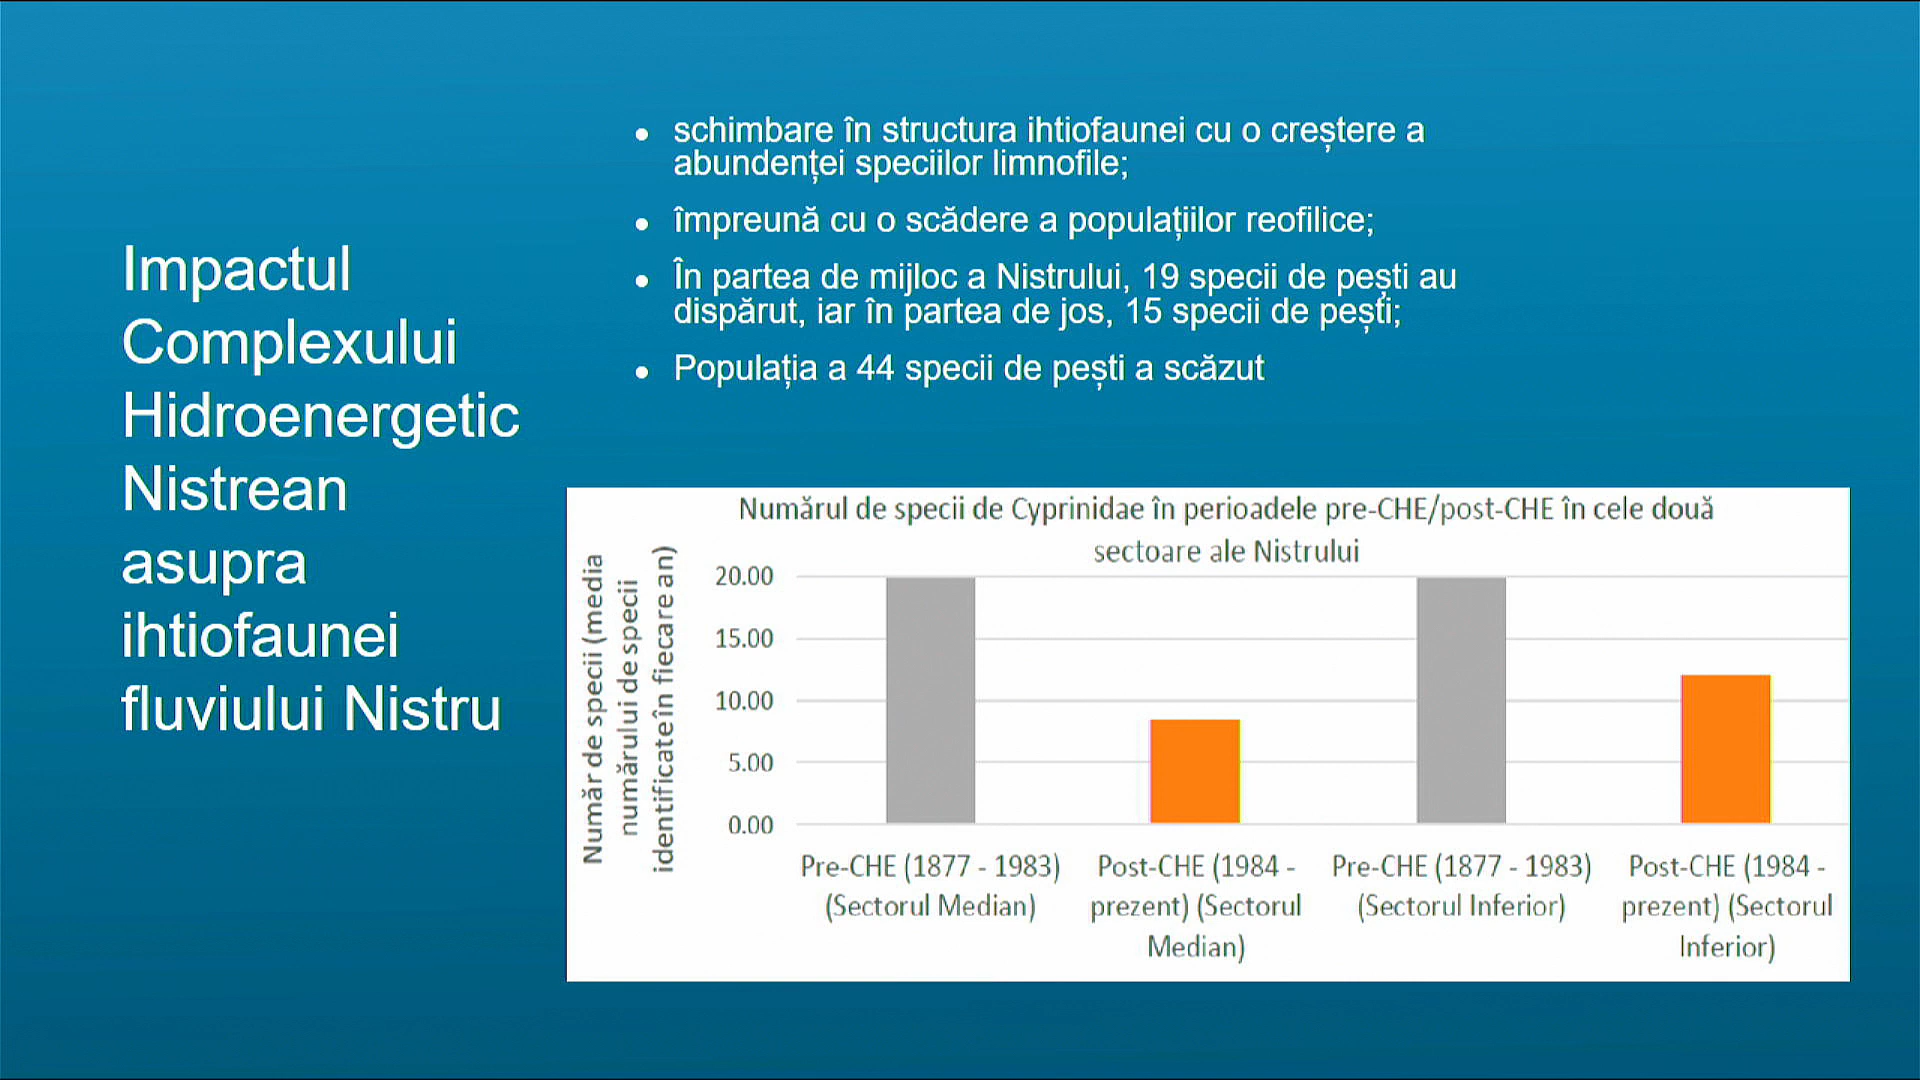 Impactul
Complexului
Hidroenergetic
Nistrean
asupra
ihtiofaunei
fluviului Nistru
schimbare în structura ihtiofaunei cu o creștere a
abundenței speciilor limnofile;
împreună cu o scădere a populațiilor reofilice;
În partea de mijloc a Nistrului, 19 specii de pești au
dispărut, iar în partea de jos, 15 specii de pești;
Populația a 44 specii de pești a scăzut
Numărul de specii de Cyprinidae în perioadele pre-CHE/post-CHE în cele două
sectoare ale Nistrului
Număr de specii (media
numărului de specii
identificate în fiecare an)
20.00
15.00
10.00
5.00
0.00
Pre-CHE (1877 - 1983)
(Sectorul Median)
Post-CHE (1984 -
prezent) (Sectorul
Median)
Pre-CHE (1877 - 1983)
(Sectorul Inferior)
Post-CHE (1984 -
prezent) (Sectorul
Inferior)